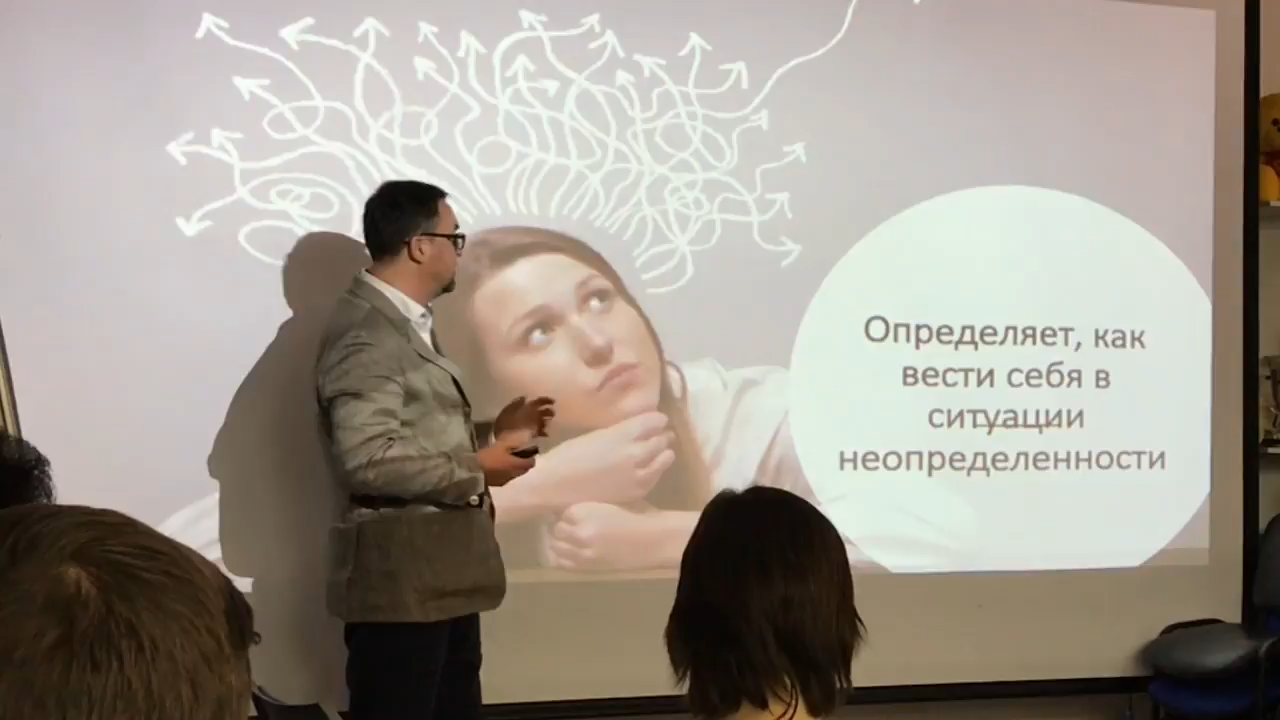 Определяет, как
вести себя в
ситуации
неопределенности